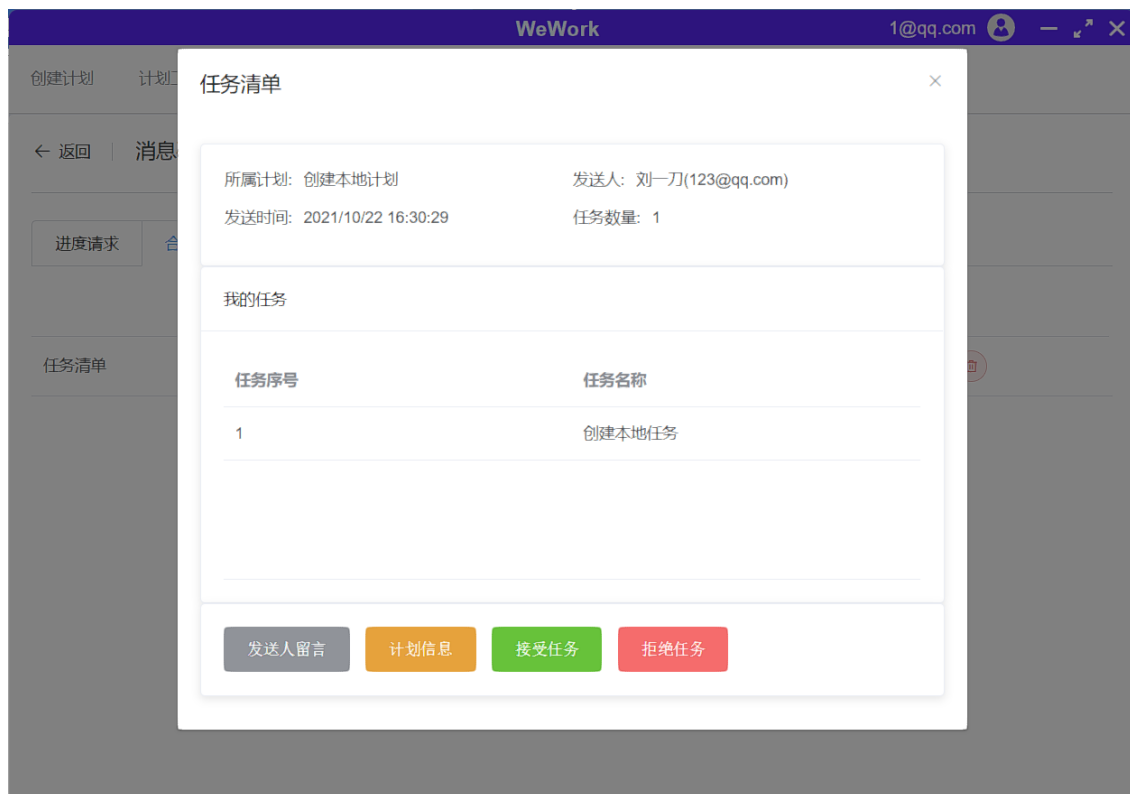 WeWork
1@qq.com
创建计划 计划
任务清单
← 返回 消息
所属计划: 创建本地计划 发送人: 刘一刀(123@qq.com)
发送时间: 2021/10/22 16:30:29 任务数量: 1
进度请求 合
我的任务
任务清单
任务序号 任务名称
1 创建本地任务
发送人留言 计划信息 接受任务 拒绝任务